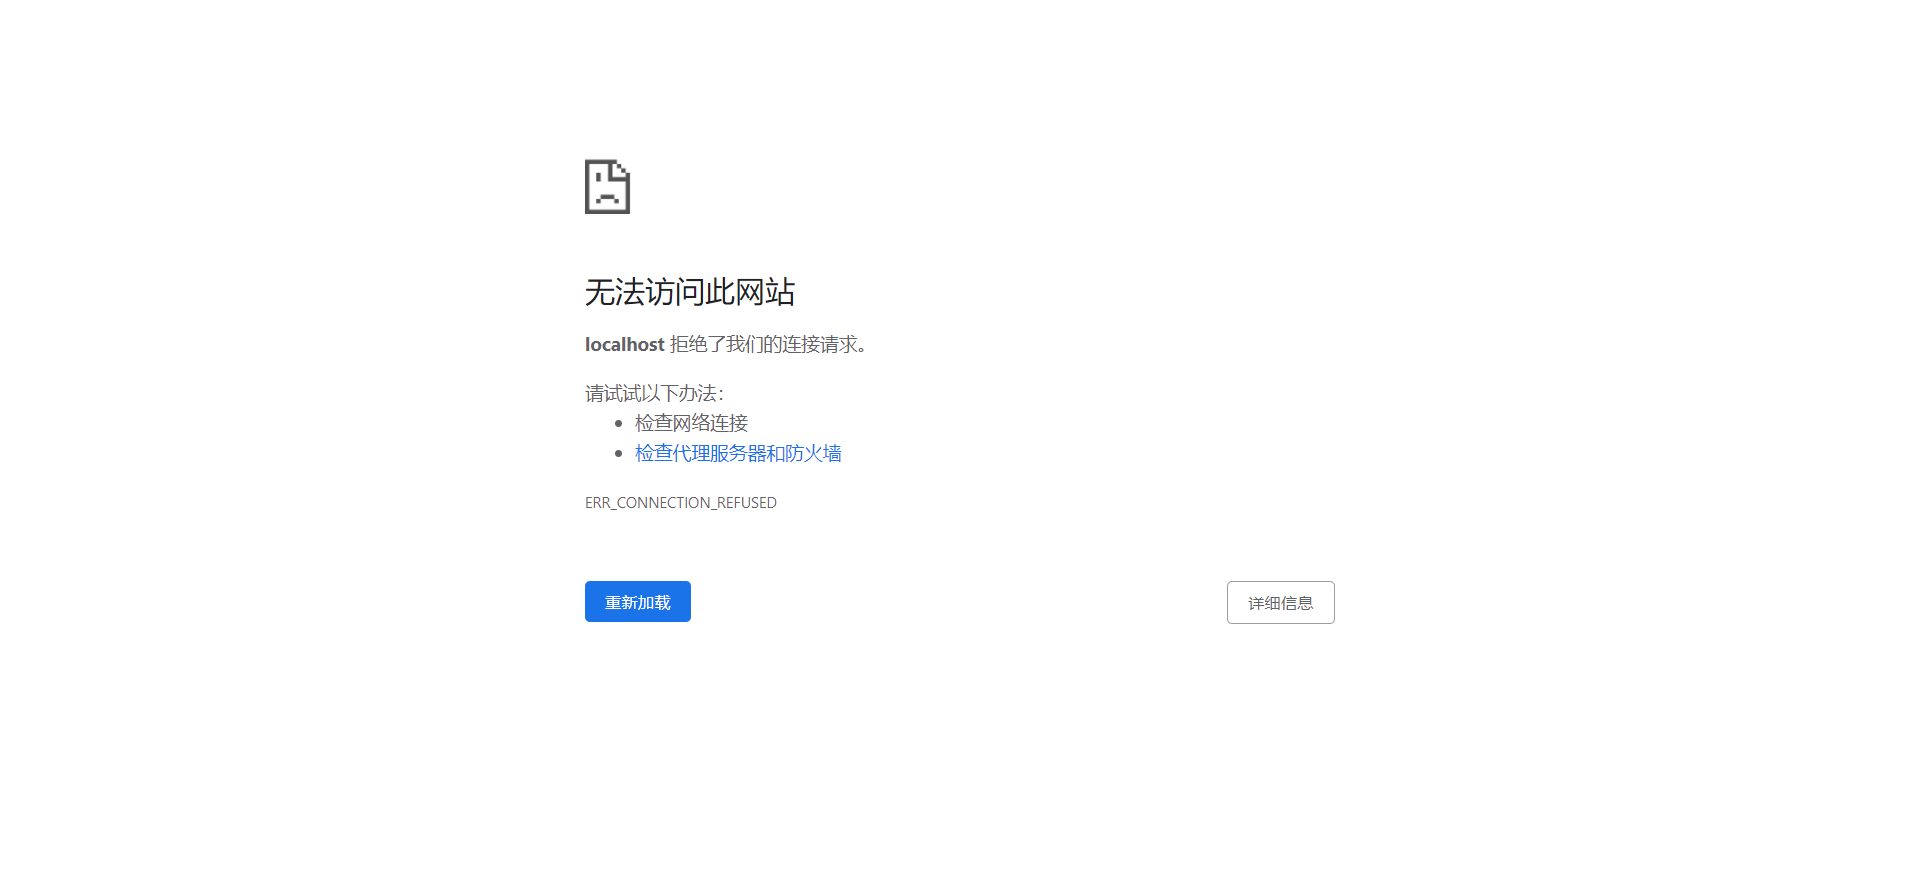 无法访问此网站
localhost 拒绝了我们的连接请求。
请试试以下办法：
检查网络连接
检查代理服务器和防火墙
ERR_CONNECTION_REFUSED
重新加载
详细信息